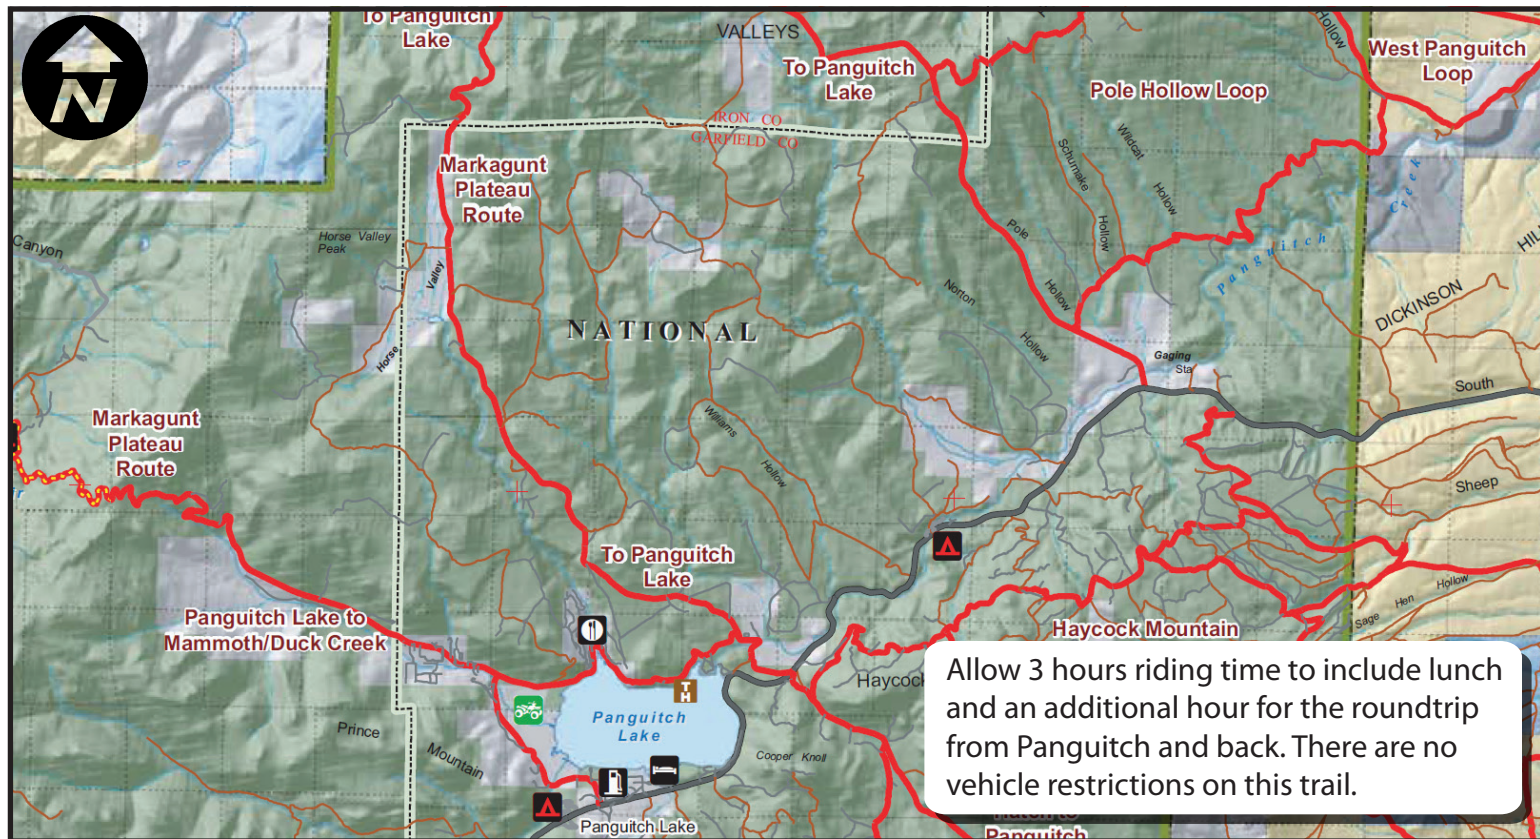 N
To Panguitch
Lake
VALLEYS
To Panguitch
Lake
Hollow
West Panguitch
Loop
Pole Hollow Loop
IRON CO
GARFIELD CO
Markagunt
Plateau
Route
Schumake
Hollow
Wildcat
Hollow
Creek
Panguitch
Canyon
Horse Valley
Peak
Horse
Valley
Pole
Hollow
Norton
Hollow
NATIONAL
DICKINSON
Gaging
Sta
South
Markagunt
Plateau
Route
Williams
Hollow
Sheep
To Panguitch
Lake
Sage Hen Hollow
Panguitch Lake to
Mammoth/Duck Creek
Haycock Mountain
T
H
Panguitch
Lake
Prince
Mountain
Cooper Knoll
Panguitch Lake
Allow 3 hours riding time to include lunch
and an additional hour for the roundtrip
from Panguitch and back. There are no
vehicle restrictions on this trail.
Panguitch